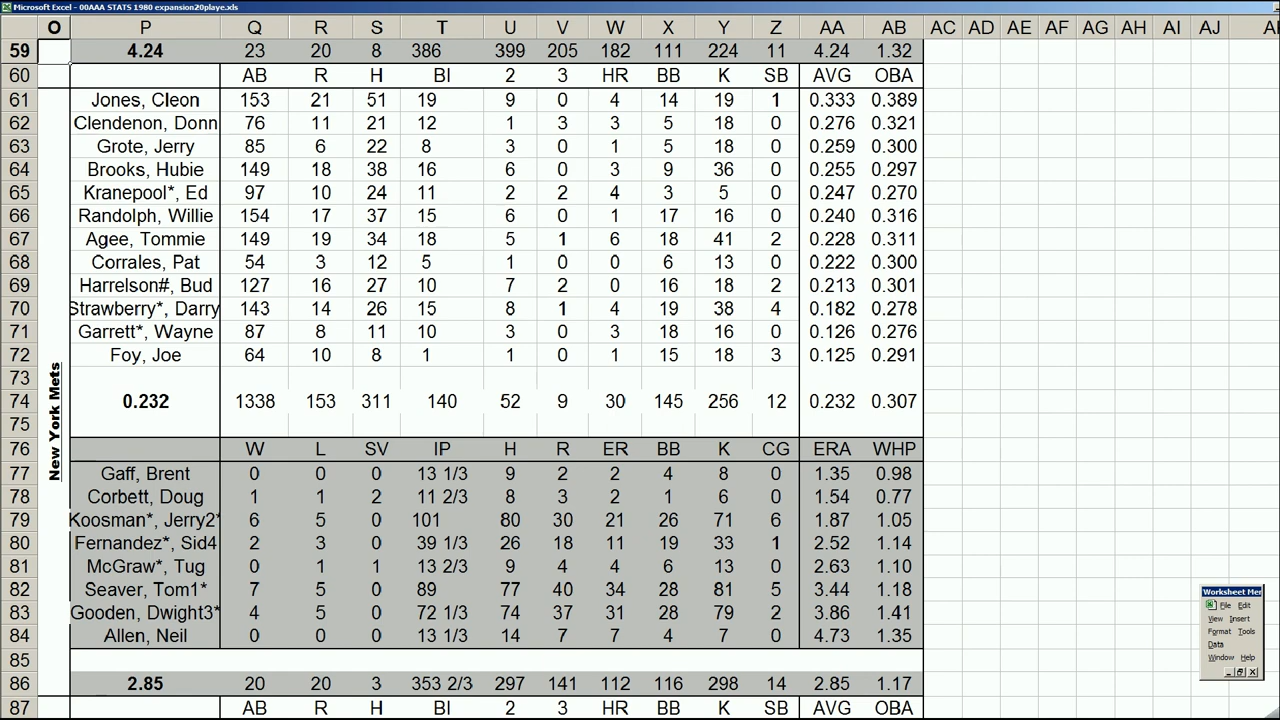 Microsoft Excel - 00AAA STATS 1980 expansion20playe.xls
O P Q R S T U V W X Y Z AA AB AC AD AE AF AG AH AI AJ
59 4.24 23 20 8 386 399 205 182 111 224 11 4.24 1.32
60 AB R H BI 2 3 HR BB K SB AVG OBA
61 Jones, Cleon 153 21 51 19 9 0 4 14 19 1 0.333 0.389
62 Clendenon, Donn 76 11 21 12 1 3 3 5 18 0 0.276 0.321
63 Grote, Jerry 85 6 22 8 3 0 1 5 18 0 0.259 0.300
64 Brooks, Hubie 149 18 38 16 6 0 3 9 36 0 0.255 0.297
65 Kranepool*, Ed 97 10 24 11 2 2 4 3 5 0 0.247 0.270
66 Randolph, Willie 154 17 37 15 6 0 1 17 16 0 0.240 0.316
67 Agee, Tommie 149 19 34 18 5 1 6 18 41 2 0.228 0.311
68 Corrales, Pat 54 3 12 5 1 0 0 6 13 0 0.222 0.300
69 Harrelson#, Bud 127 16 27 10 7 2 0 16 18 2 0.213 0.301
70 Strawberry*, Darry 143 14 26 15 8 1 4 19 38 4 0.182 0.278
71 Garrett*, Wayne 87 8 11 10 3 0 3 18 16 0 0.126 0.276
72 Foy, Joe 64 10 8 1 1 0 1 15 18 3 0.125 0.291
73
New York Mets
74 0.232 1338 153 311 140 52 9 30 145 256 12 0.232 0.307
75
76 W L SV IP H R ER BB K CG ERA WHP
77 Gaff, Brent 0 0 0 13 1/3 9 2 2 4 8 0 1.35 0.98
78 Corbett, Doug 1 1 2 11 2/3 8 3 2 1 6 0 1.54 0.77
79 Koosman*, Jerry2* 6 5 0 101 80 30 21 26 71 6 1.87 1.05
80 Fernandez*, Sid4 2 3 0 39 1/3 26 18 11 19 33 1 2.52 1.14
81 McGraw*, Tug 0 1 1 13 2/3 9 4 4 6 13 0 2.63 1.10
82 Seaver, Tom1* 7 5 0 89 77 40 34 28 81 5 3.44 1.18
83 Gooden, Dwight3* 4 5 0 72 1/3 74 37 31 28 79 2 3.86 1.41
84 Allen, Neil 0 0 0 13 1/3 14 7 7 4 7 0 4.73 1.35
85
86 2.85 20 20 3 353 2/3 297 141 112 116 298 14 2.85 1.17
87 AB R H BI 2 3 HR BB K SB AVG OBA
Worksheet Mer
File Edit
View Insert
Format Tools
Data
Window Help